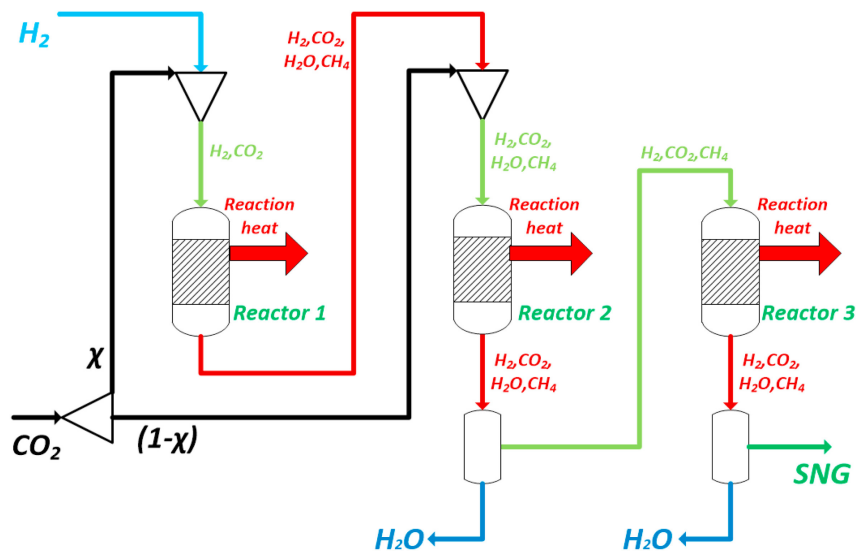 H₂
H₂,CO₂,
H₂O,CH₄
H₂,CO₂
H₂,CO₂,
H₂O,CH₄
H₂,CO₂,CH₄
Reaction
heat
Reaction
heat
Reaction
heat
Reactor 1
Reactor 2
Reactor 3
χ
H₂,CO₂,
H₂O,CH₄
H₂,CO₂,
H₂O,CH₄
CO₂
(1-χ)
SNG
H₂O
H₂O